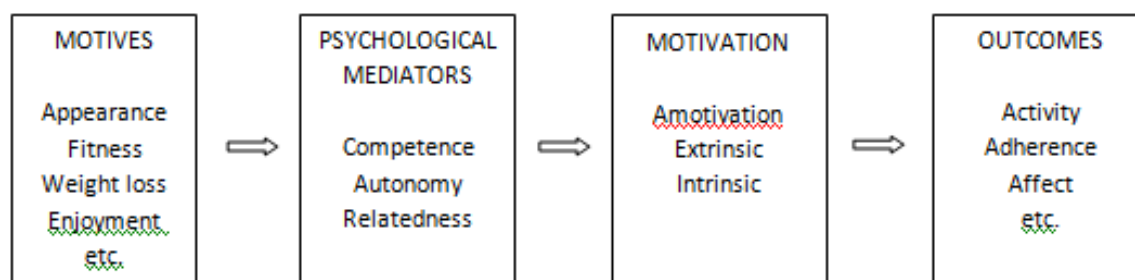 MOTIVES
Appearance
Fitness
Weight loss
Enjoyment
etc.
PSYCHOLOGICAL
MEDIATORS
Competence
Autonomy
Relatedness
MOTIVATION
Amotivation
Extrinsic
Intrinsic
OUTCOMES
Activity
Adherence
Affect
etc.